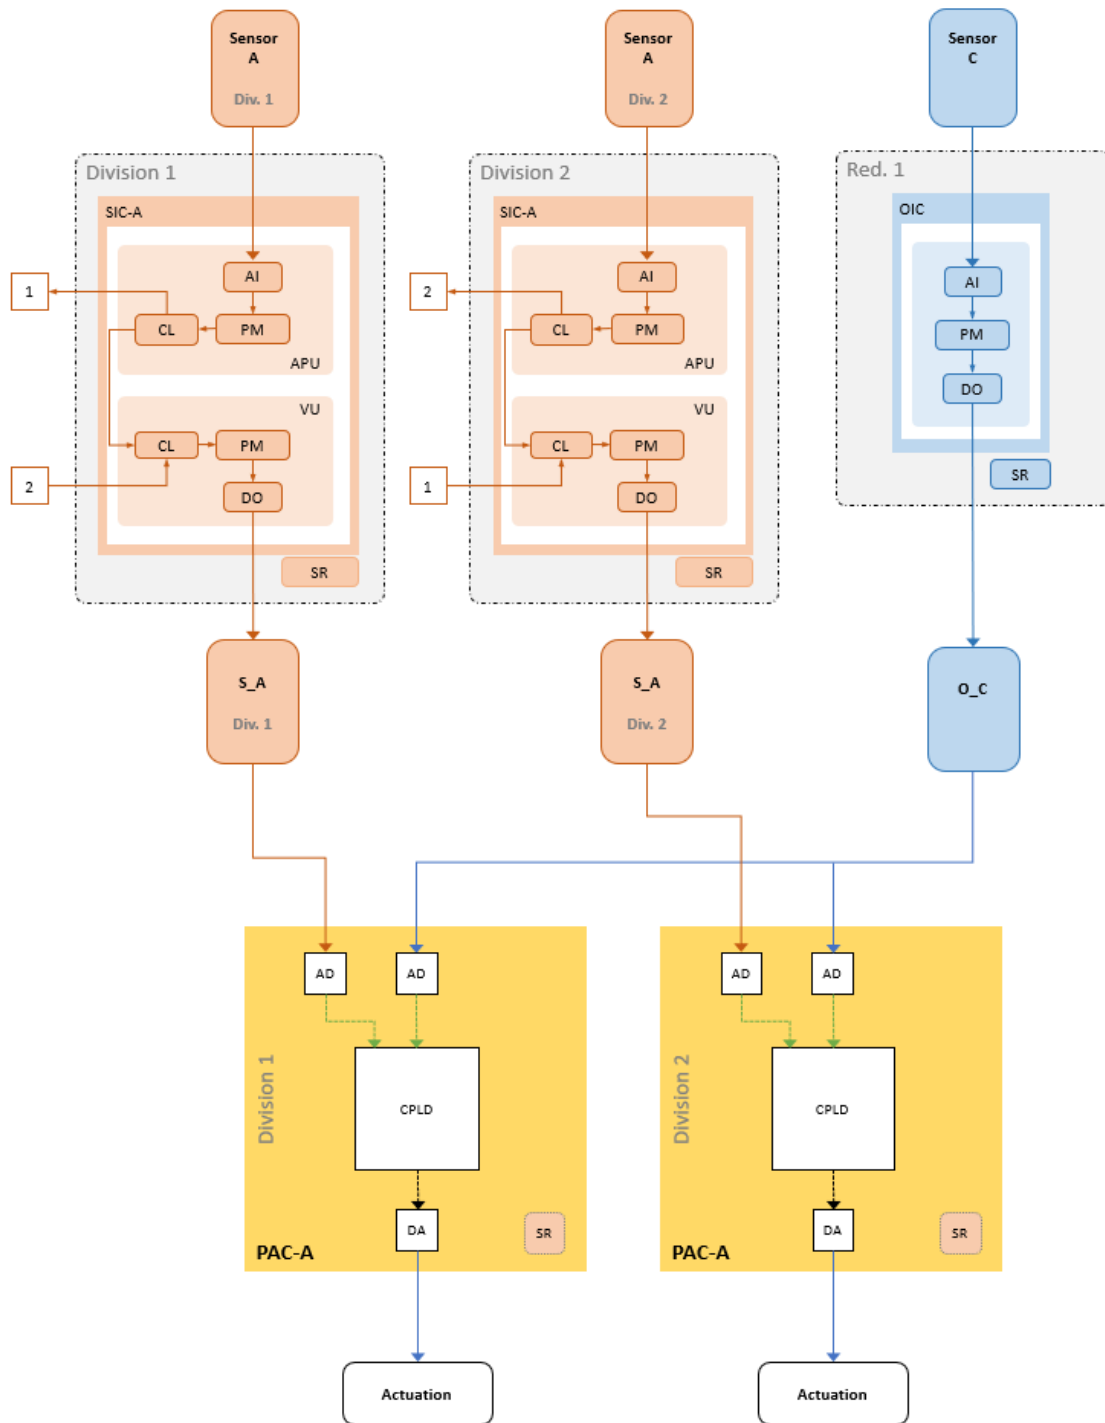 Sensor
A
Div. 1
Sensor
A
Div. 2
Sensor
C
Division 1
Division 2
Red. 1
SIC-A
SIC-A
OIC
AI
AI
AI
1
2
CL
PM
CL
PM
PM
APU
APU
DO
VU
VU
CL
PM
CL
PM
SR
2
DO
1
DO
SR
SR
S_A
Div. 1
S_A
Div. 2
O_C
AD
AD
AD
AD
Division 1
CPLD
Division 2
CPLD
DA
SR
DA
SR
PAC-A
PAC-A
Actuation
Actuation